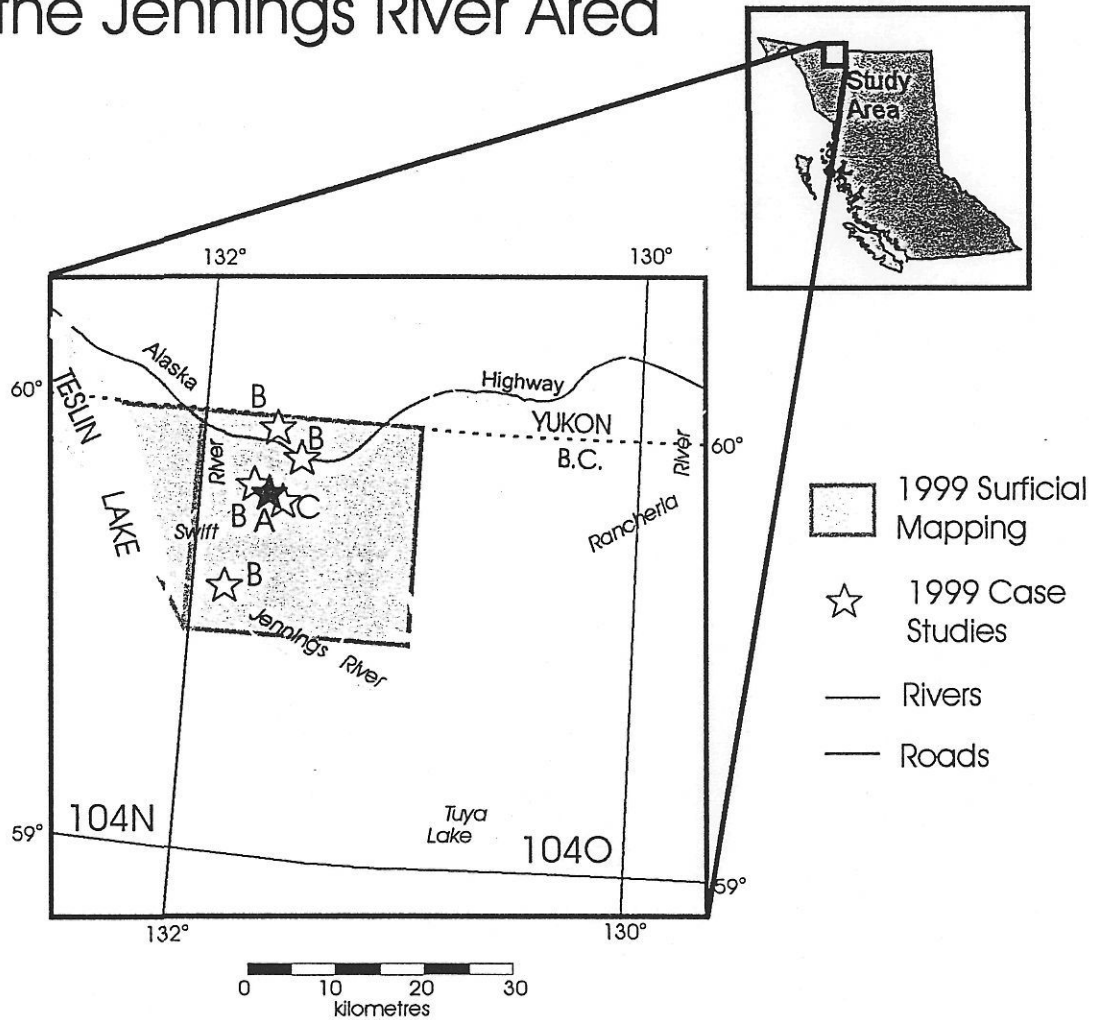 the Jennings River Area
Study
Area
132°
130°
Alaska
Highway
60°
TESLIN
LAKE
B
YUKON
B.C.
60°
River
Rancheria
B
River
Swift
B
A
C
B
Jennings River
1999 Surficial
Mapping
1999 Case
Studies
Rivers
Roads
Tuya
Lake
104N
104O
59°
59°
132°
130°
0 10 20 30
kilometres